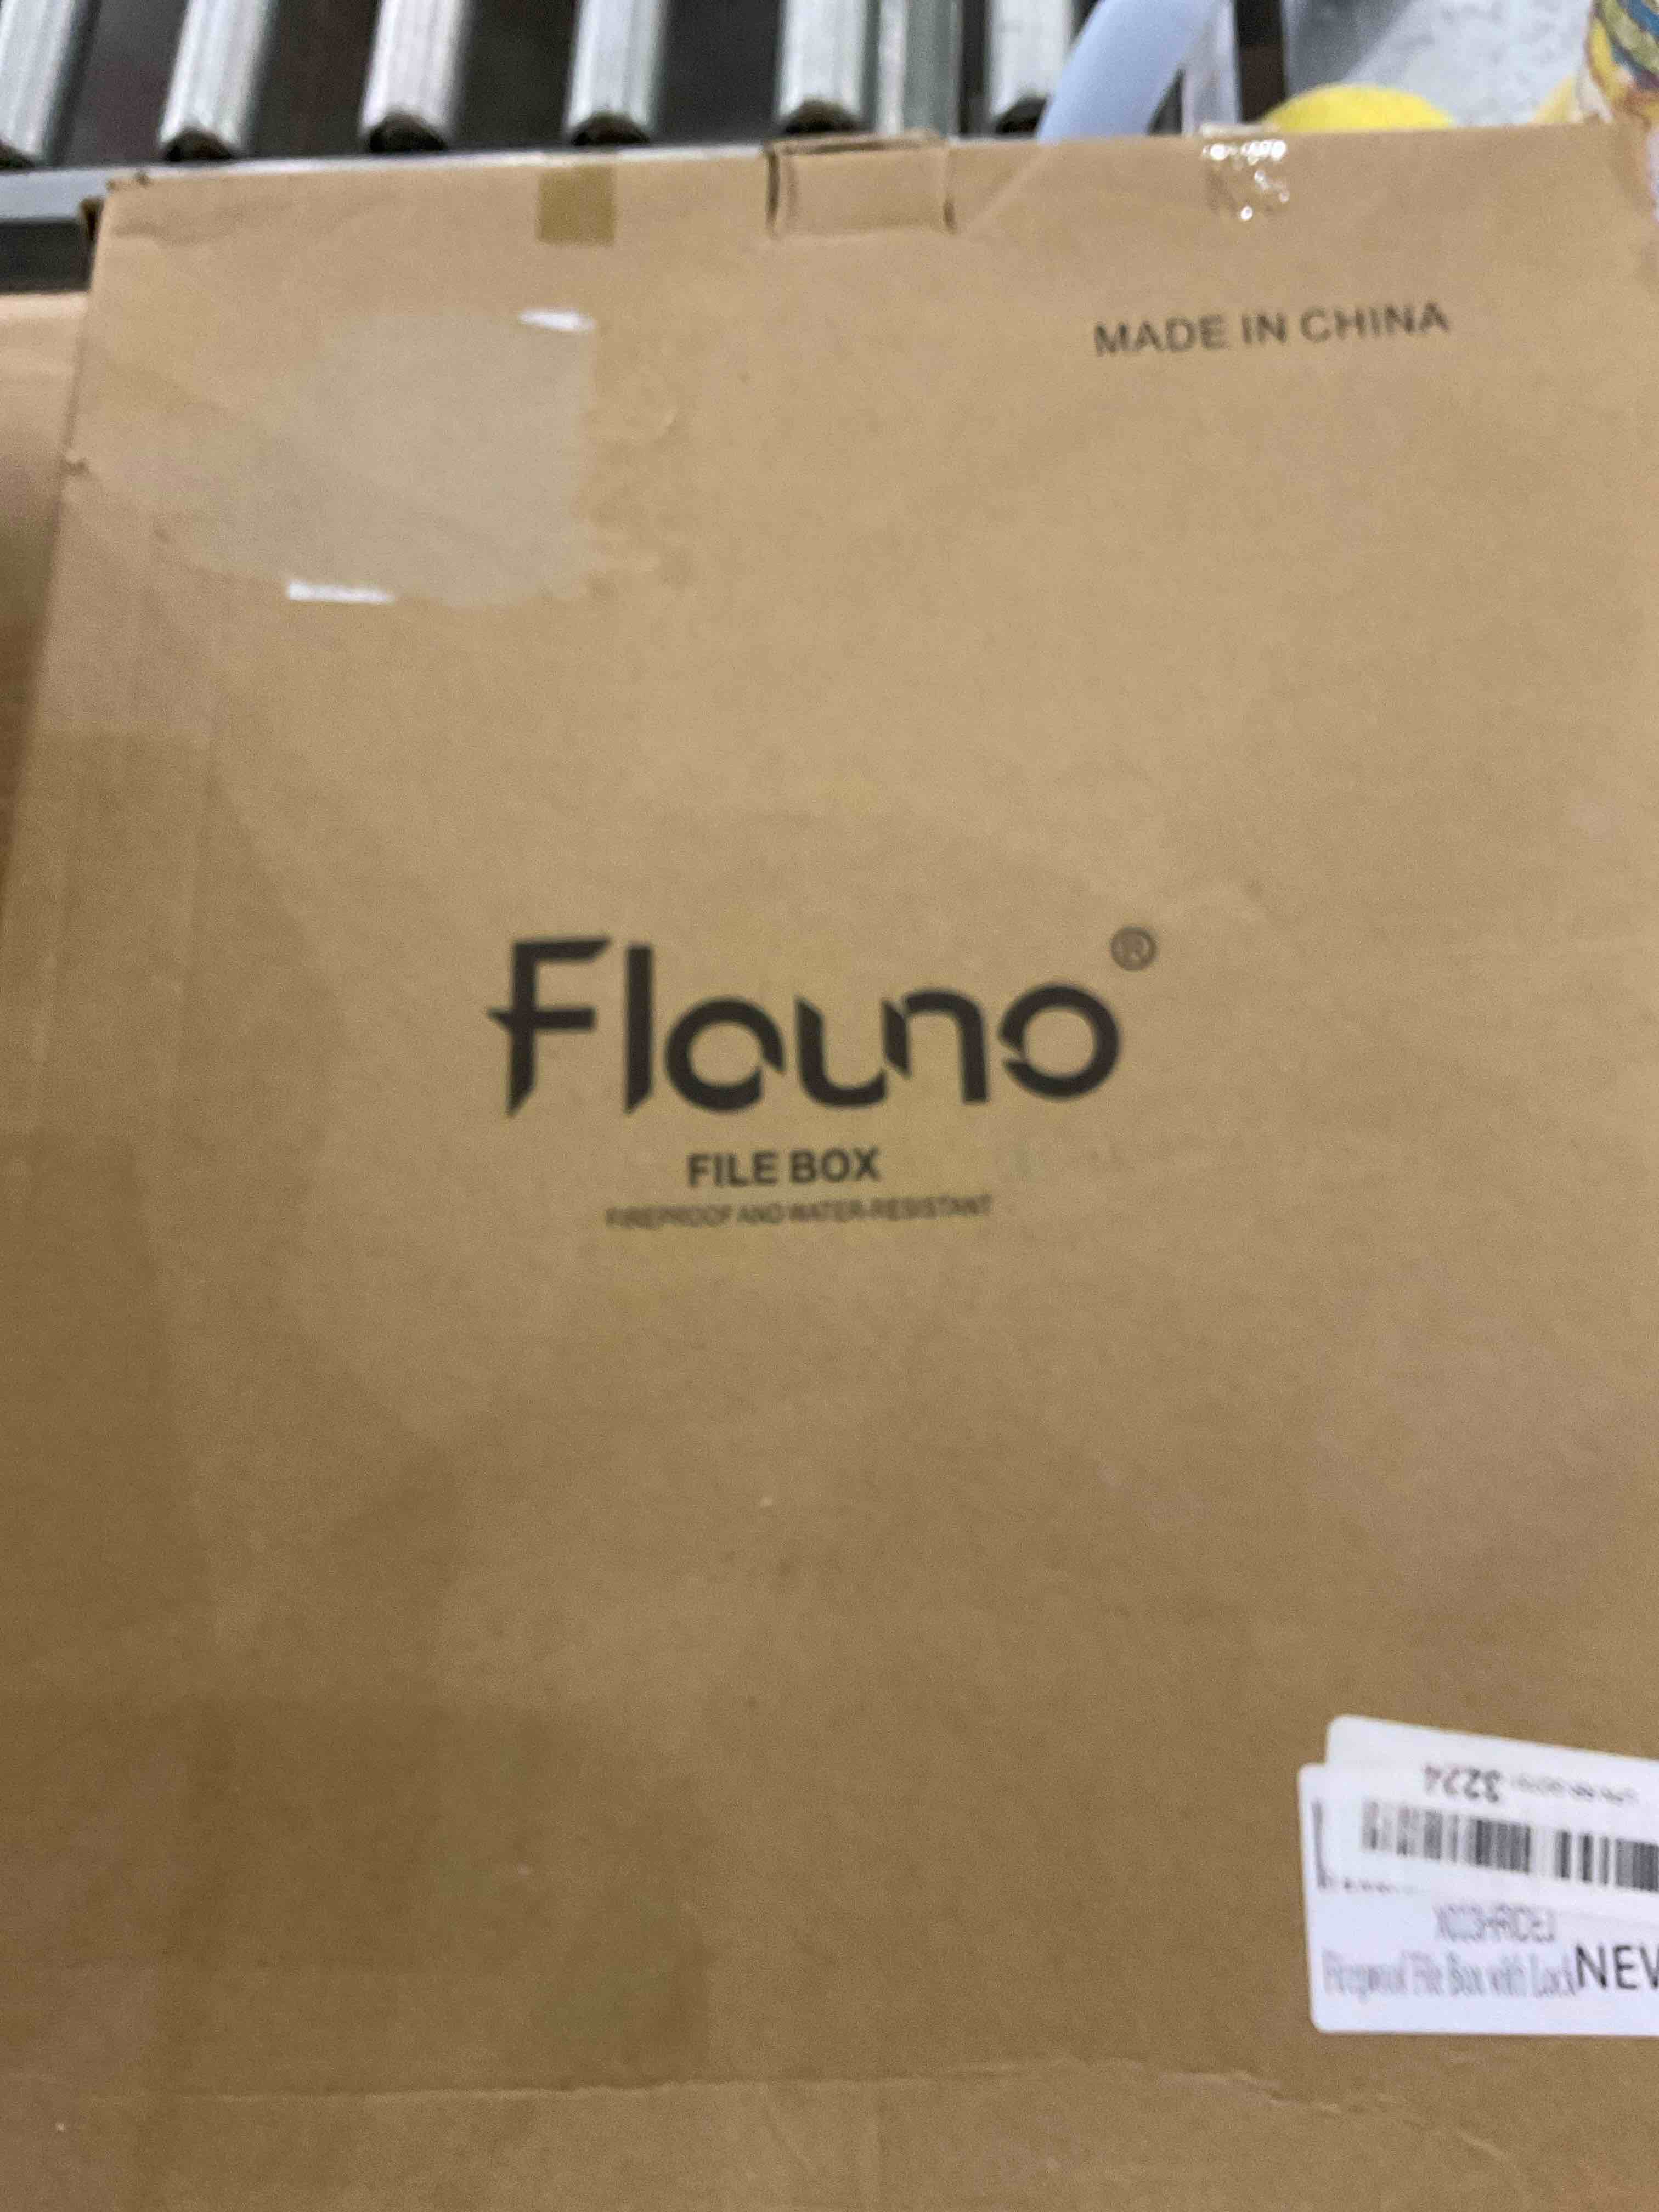 MADE IN CHINA
Flauno®
FILE BOX
FIREPROOF AND WATER-RESISTANT
3224
Fireproof File Box with Lock
NEW